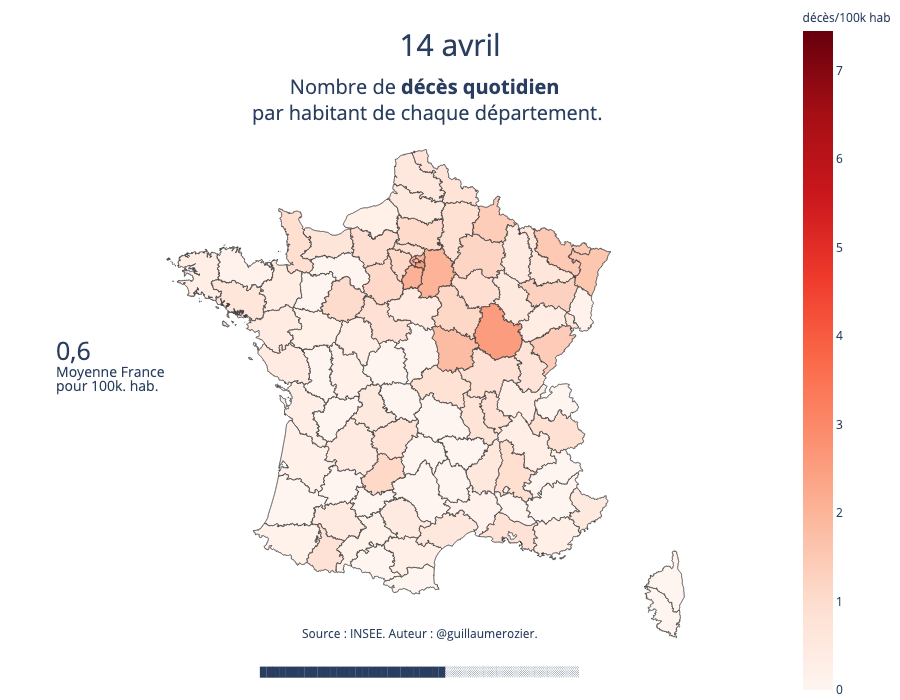 décès/100k hab
14 avril
Nombre de décès quotidien
par habitant de chaque département.
7
6
5
4
3
2
1
0
0,6
Moyenne France
pour 100k. hab.
Source : INSEE. Auteur : @guillaumerozier.